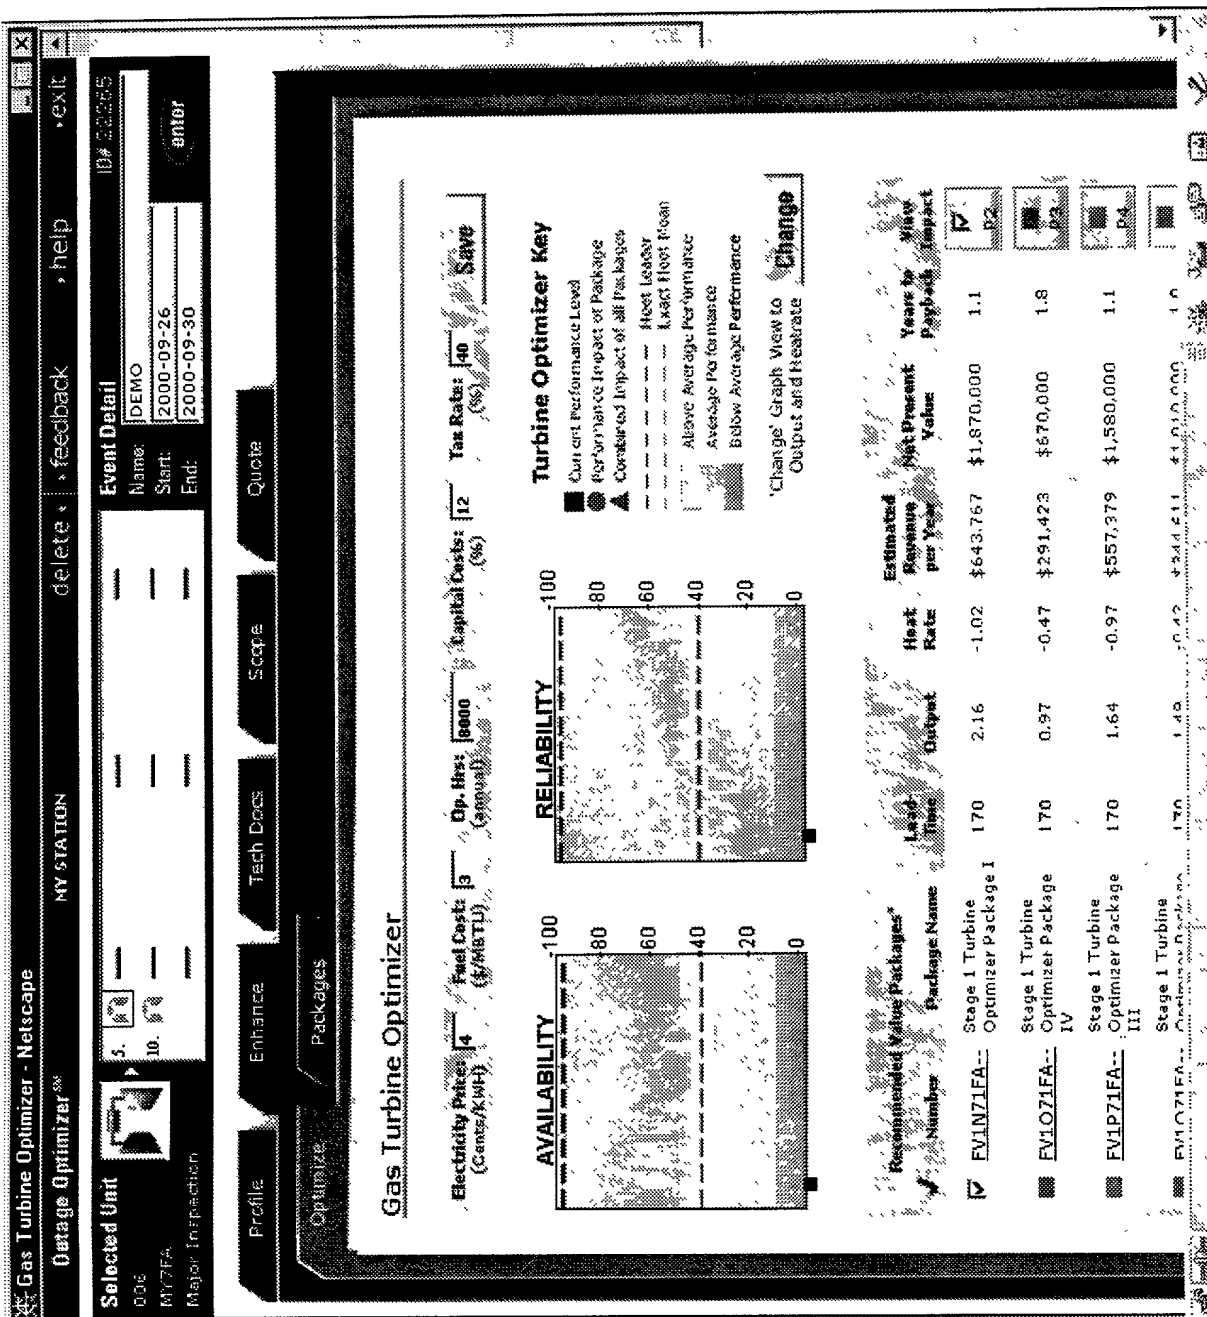 Gas Turbine Optimizer - Netscape
Outage Optimizer℠ MY STATION delete feedback help exit
Selected Unit
006
MY7FA
Major Inspection
5.
10.
Event Detail ID# 22265
Name: DEMO
Start: 2000-09-26
End: 2000-09-30
enter
Profile Enhance Tech Docs Scope Quote
Optimize Packages
Gas Turbine Optimizer
Electricity Price: 4 Fuel Cost: 3 Op. Hrs: 8000 Capital Costs: 12 Tax Rate: 40 Save
(Cents/KWH) ($/MBTU) (annual) (%) (%)
AVAILABILITY
100
80
60
40
20
0
RELIABILITY
100
80
60
40
20
0
Turbine Optimizer Key
Current Performance Level
Performance Impact of Package
Combined Impact of all Packages
Fleet Leader
Exact Fleet Mean
Above Average Performance
Average Performance
Below Average Performance
'Change' Graph View to
Output and Heatrate
Change
Recommended Value Packages*
Number Package Name Lead Time Output Heat Rate Estimated Revenue per Year Net Present Value Years to Payback View Impact
FV1N71FA-- Stage 1 Turbine Optimizer Package I 170 2.16 -1.02 $643,767 $1,870,000 1.1 P2
FV1O71FA-- Stage 1 Turbine Optimizer Package IV 170 0.97 -0.47 $291,423 $670,000 1.8 P3
FV1P71FA-- Stage 1 Turbine Optimizer Package III 170 1.64 -0.97 $557,979 $1,580,000 1.1 P4
Stage 1 Turbine